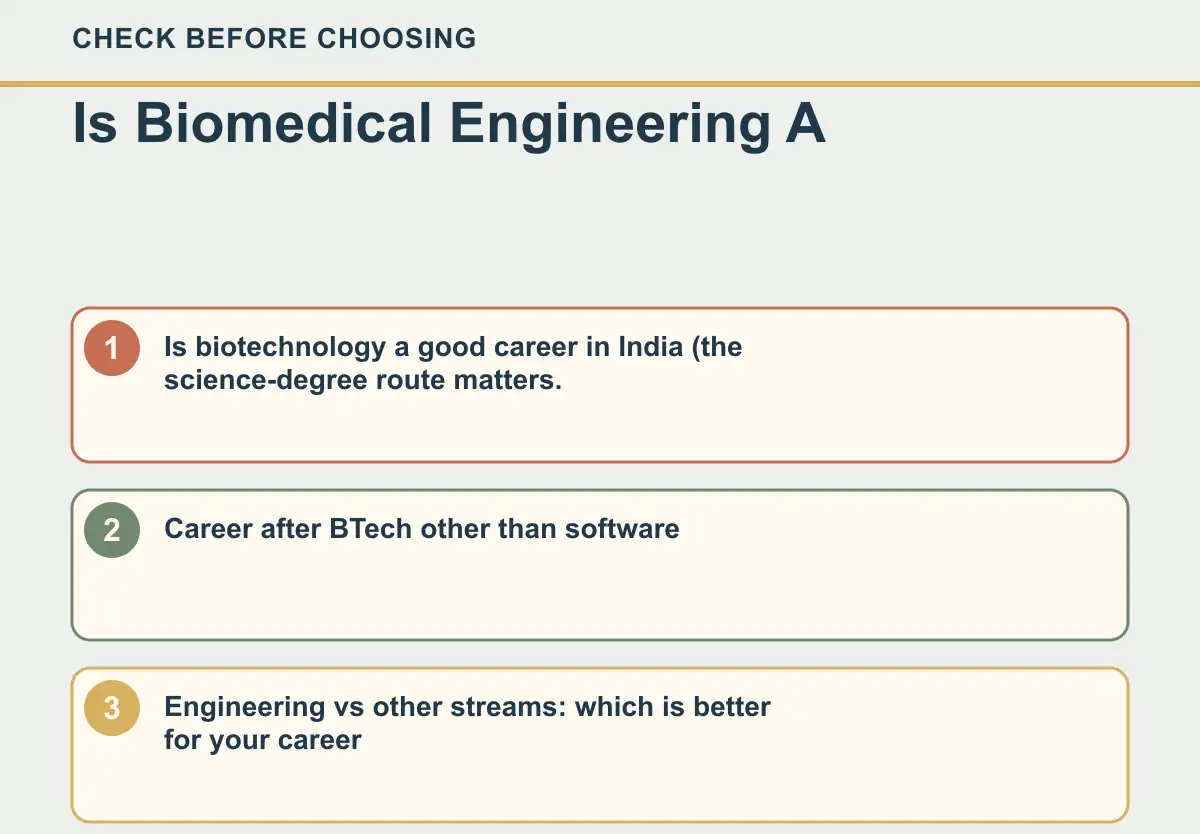 CHECK BEFORE CHOOSING
Is Biomedical Engineering A
1
Is biotechnology a good career in India (the
science-degree route matters.
2
Career after BTech other than software
3
Engineering vs other streams: which is better
for your career